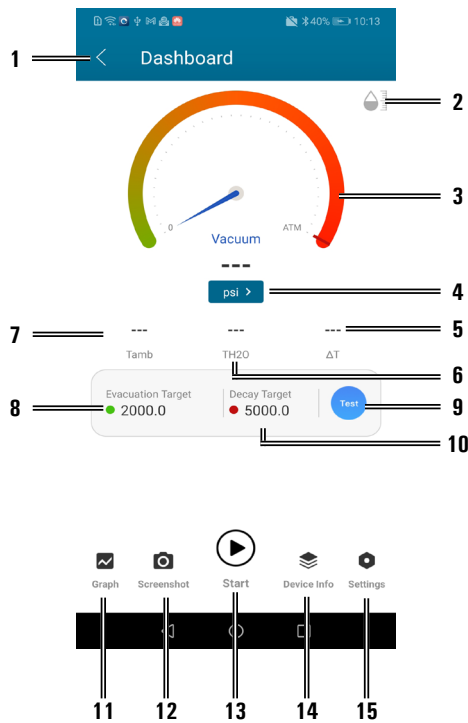 40% 10:13
1 Dashboard
2
3
0 ATM
Vacuum
---
psi > 4
7 --- --- --- 5
Tamb TH2O ΔT
6
Evacuation Target Decay Target
8 2000.0 5000.0 Test 9
10
Graph Screenshot Start Device Info Settings
11 12 13 14 15